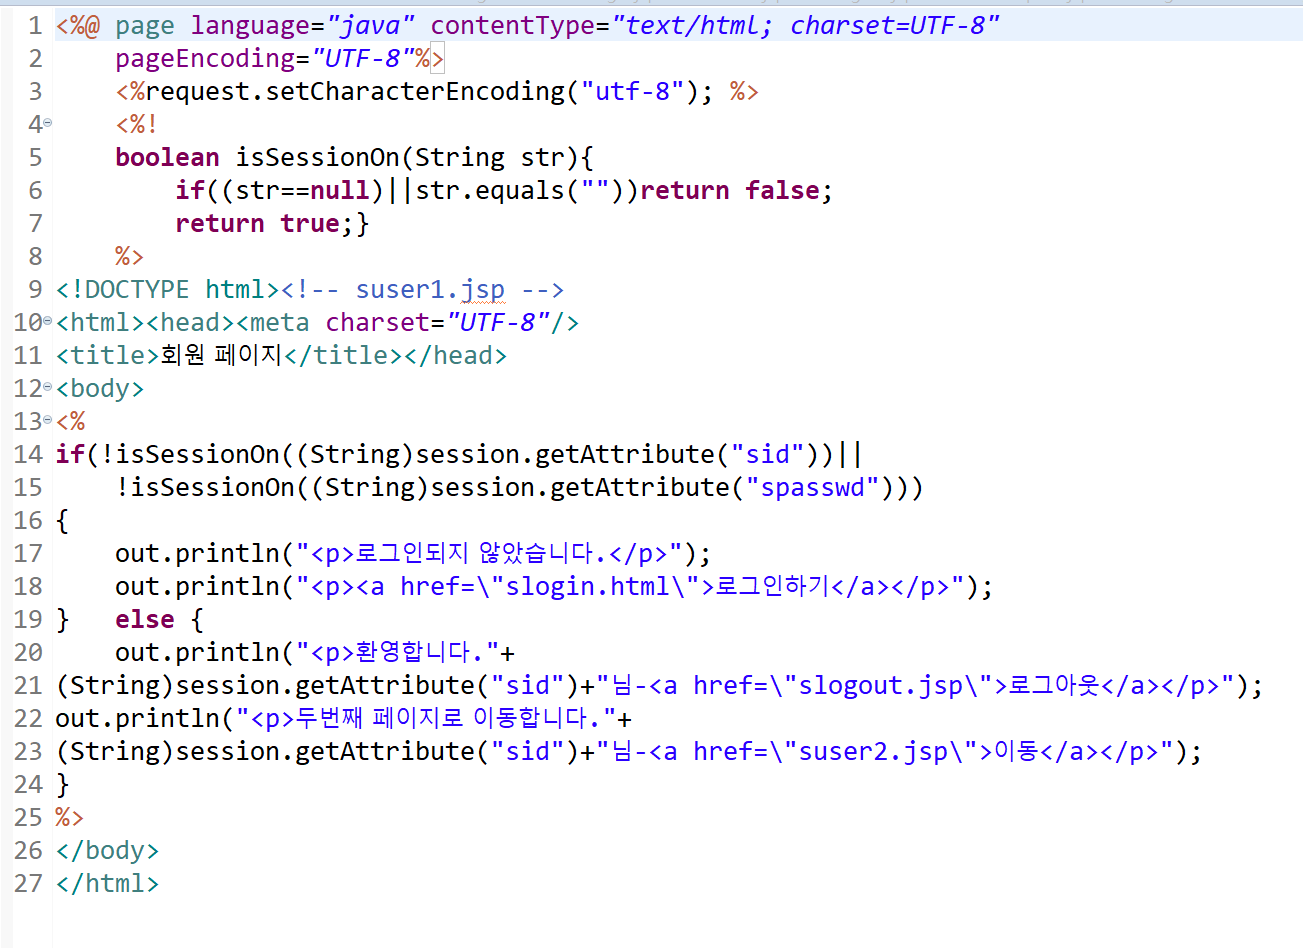 1 <%@ page language="java" contentType="text/html; charset=UTF-8"
2 pageEncoding="UTF-8"%>
3 <%request.setCharacterEncoding("utf-8"); %>
4 <%!
5 boolean isSessionOn(String str){
6 if((str==null)||str.equals(""))return false;
7 return true;}
8 %>
9 <!DOCTYPE html><!-- suser1.jsp -->
10 <html><head><meta charset="UTF-8"/>
11 <title>회원 페이지</title></head>
12 <body>
13 <%
14 if(!isSessionOn((String)session.getAttribute("sid"))||
15 !isSessionOn((String)session.getAttribute("spasswd")))
16 {
17 out.println("<p>로그인되지 않았습니다.</p>");
18 out.println("<p><a href=\"slogin.html\">로그인하기</a></p>");
19 } else {
20 out.println("<p>환영합니다."+
21 (String)session.getAttribute("sid")+"님-<a href=\"slogout.jsp\">로그아웃</a></p>");
22 out.println("<p>두번째 페이지로 이동합니다."+
23 (String)session.getAttribute("sid")+"님-<a href=\"suser2.jsp\">이동</a></p>");
24 }
25 %>
26 </body>
27 </html>